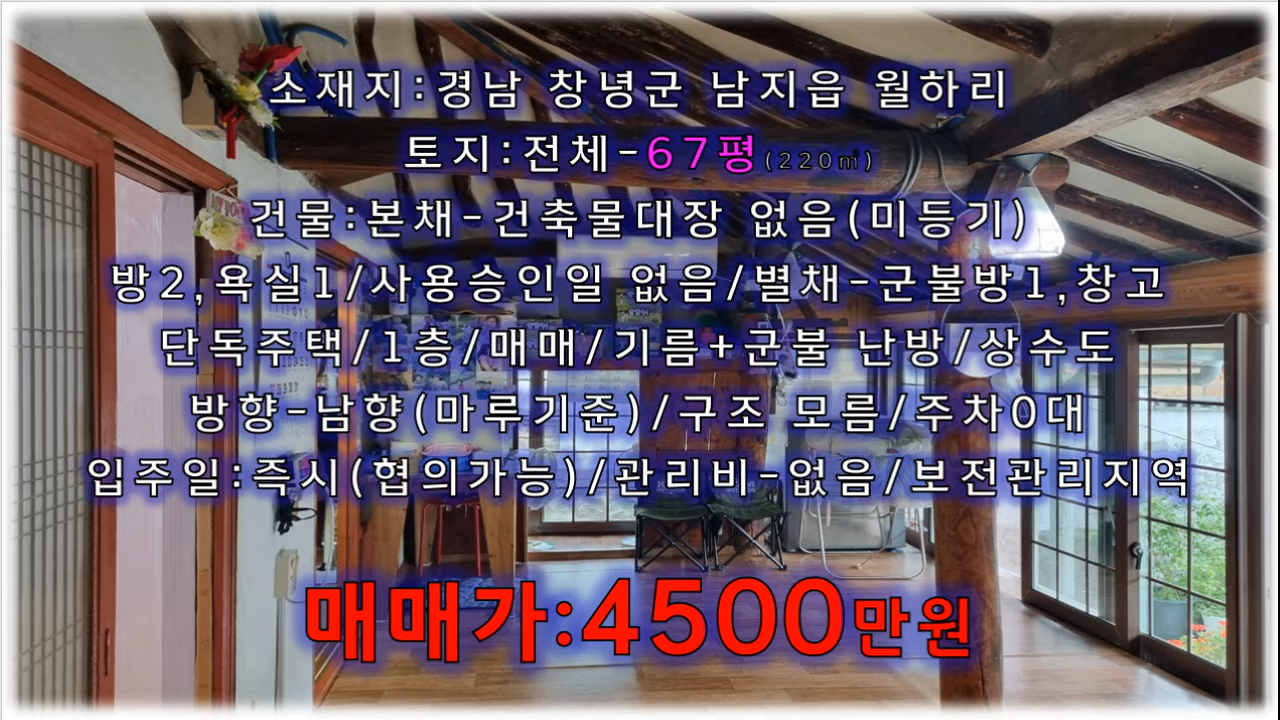 소재지:경남 창녕군 남지읍 월하리
토지:전체-67평(220㎡)
건물:본채-건축물대장 없음(미등기)
방2,욕실1/사용승인일 없음/별채-군불방1,창고
단독주택/1층/매매/기름+군불 난방/상수도
방향-남향(마루기준)/구조 모름/주차0대
입주일:즉시(협의가능)/관리비-없음/보전관리지역
매매가:4500만원